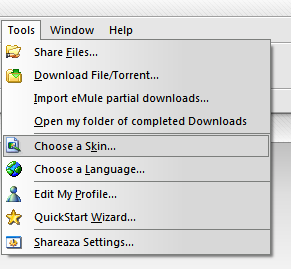 Tools Window Help
Share Files...
Download File/Torrent...
Import eMule partial downloads...
Open my folder of completed Downloads
Choose a Skin...
Choose a Language...
Edit My Profile...
QuickStart Wizard...
Shareaza Settings...